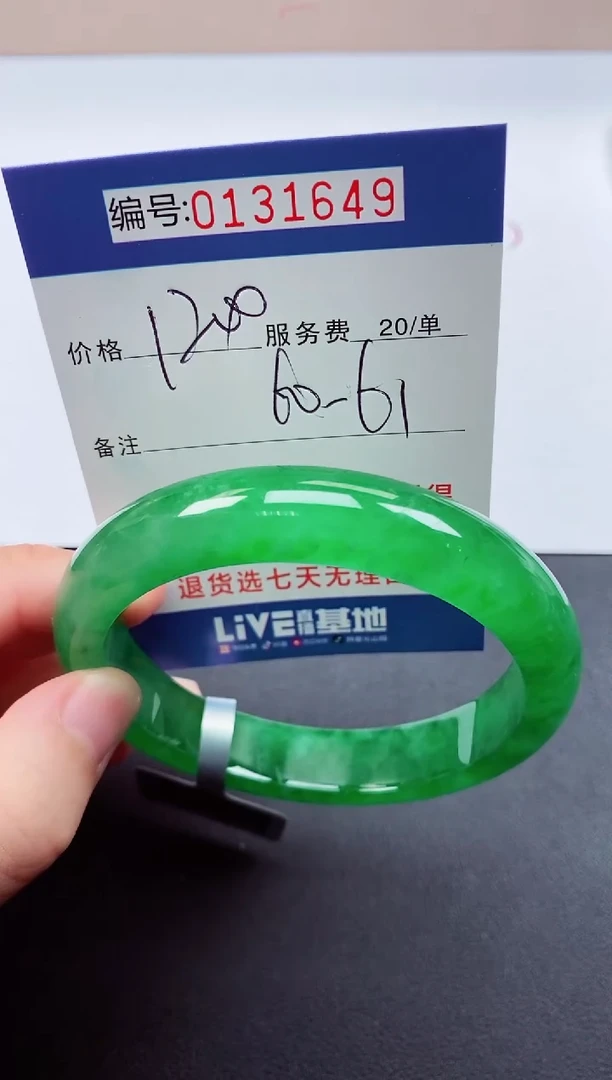 编号:0131649
价格 1200 服务费 20/单
60-61
备注
退货选七天无理由
LiVE 基地